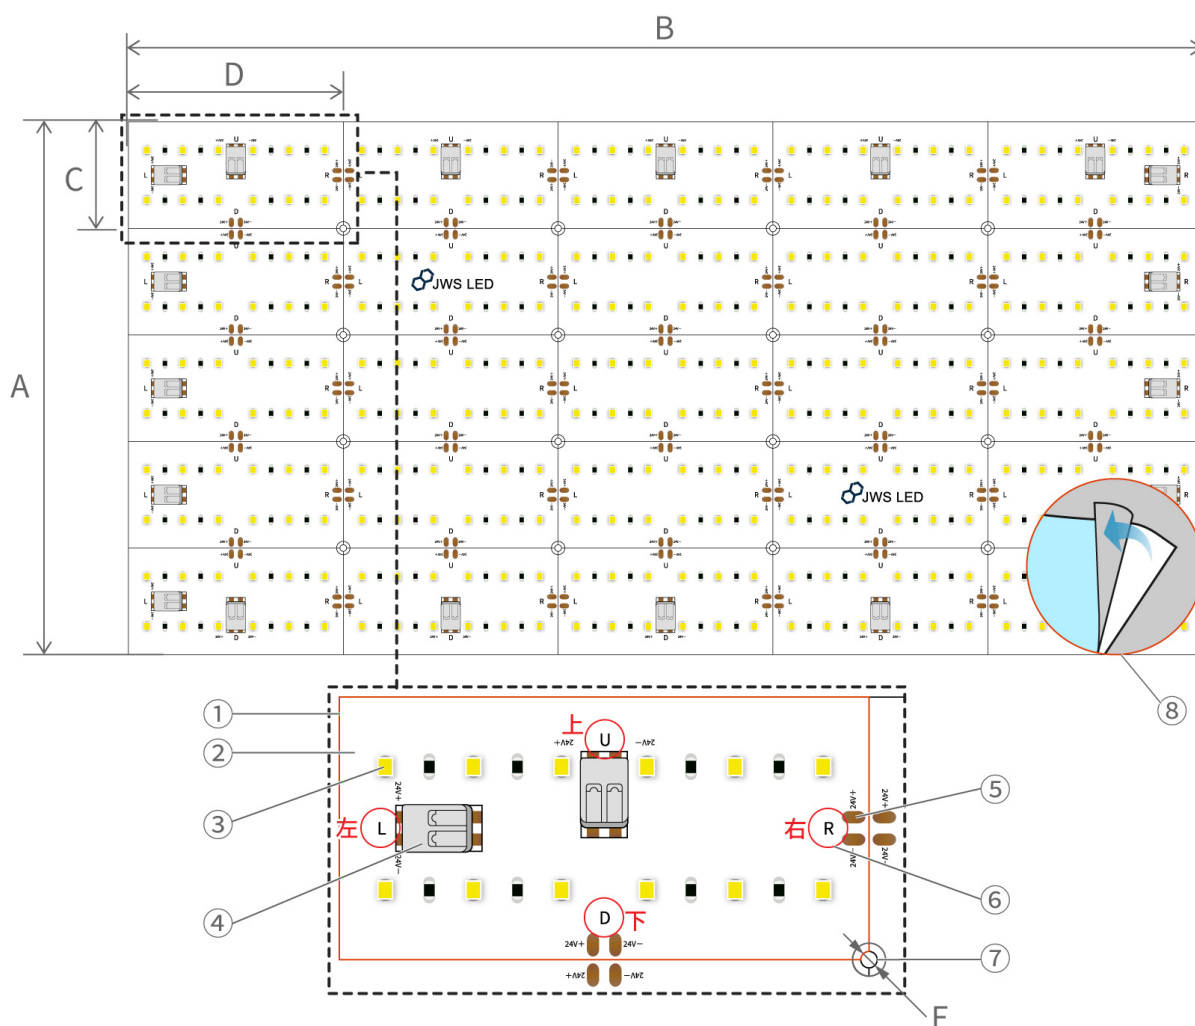 B
D
U U U U U
C
L R L R L R L R L R
D D D D D
U U U U U
L R L R L R L R L R
JWS LED
D D D D D
U U U U U
A
L R L R L R L R L R
D D D D D
U U U U U
L R L R L R L R L
JWS LED
D D D D
U U U U
L R L R L R L R L
D D D D
⑧
①
②
上
U
24V+ 24V−
③
24V+
左 L
24V−
④
右 R
24V+ 24V+
24V− 24V−
⑤
⑥
D 下
24V+ 24V−
24V+ 24V−
⑦